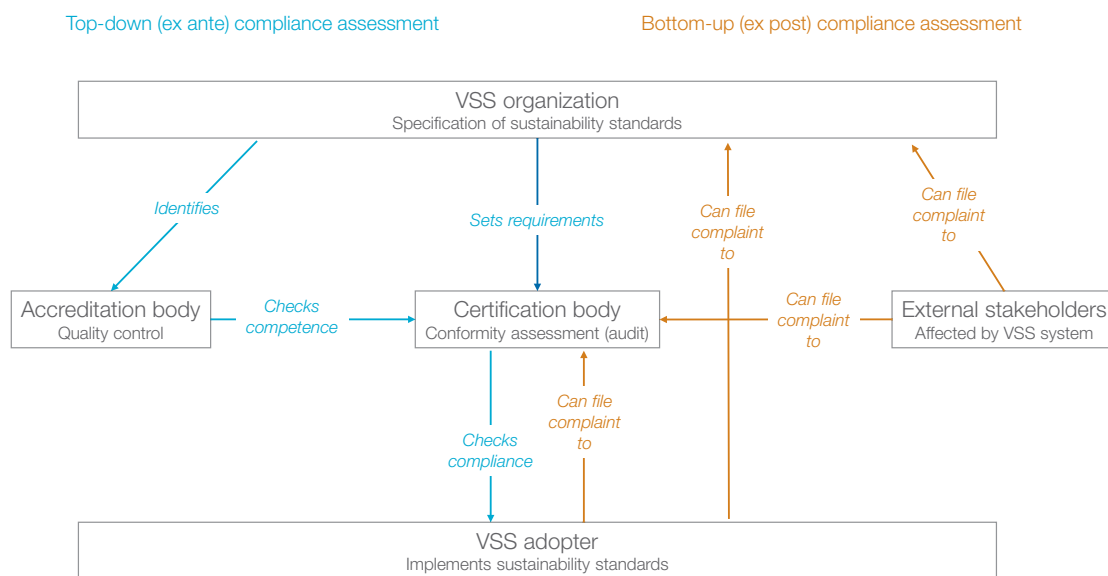 Top-down (ex ante) compliance assessment
Bottom-up (ex post) compliance assessment
VSS organization
Specification of sustainability standards
Identifies
Sets requirements
Can file
complaint
to
Can file
complaint
to
Accreditation body
Quality control
Checks
competence
Certification body
Conformity assessment (audit)
Can file
complaint
to
External stakeholders
Affected by VSS system
Checks
compliance
Can file
complaint
to
VSS adopter
Implements sustainability standards